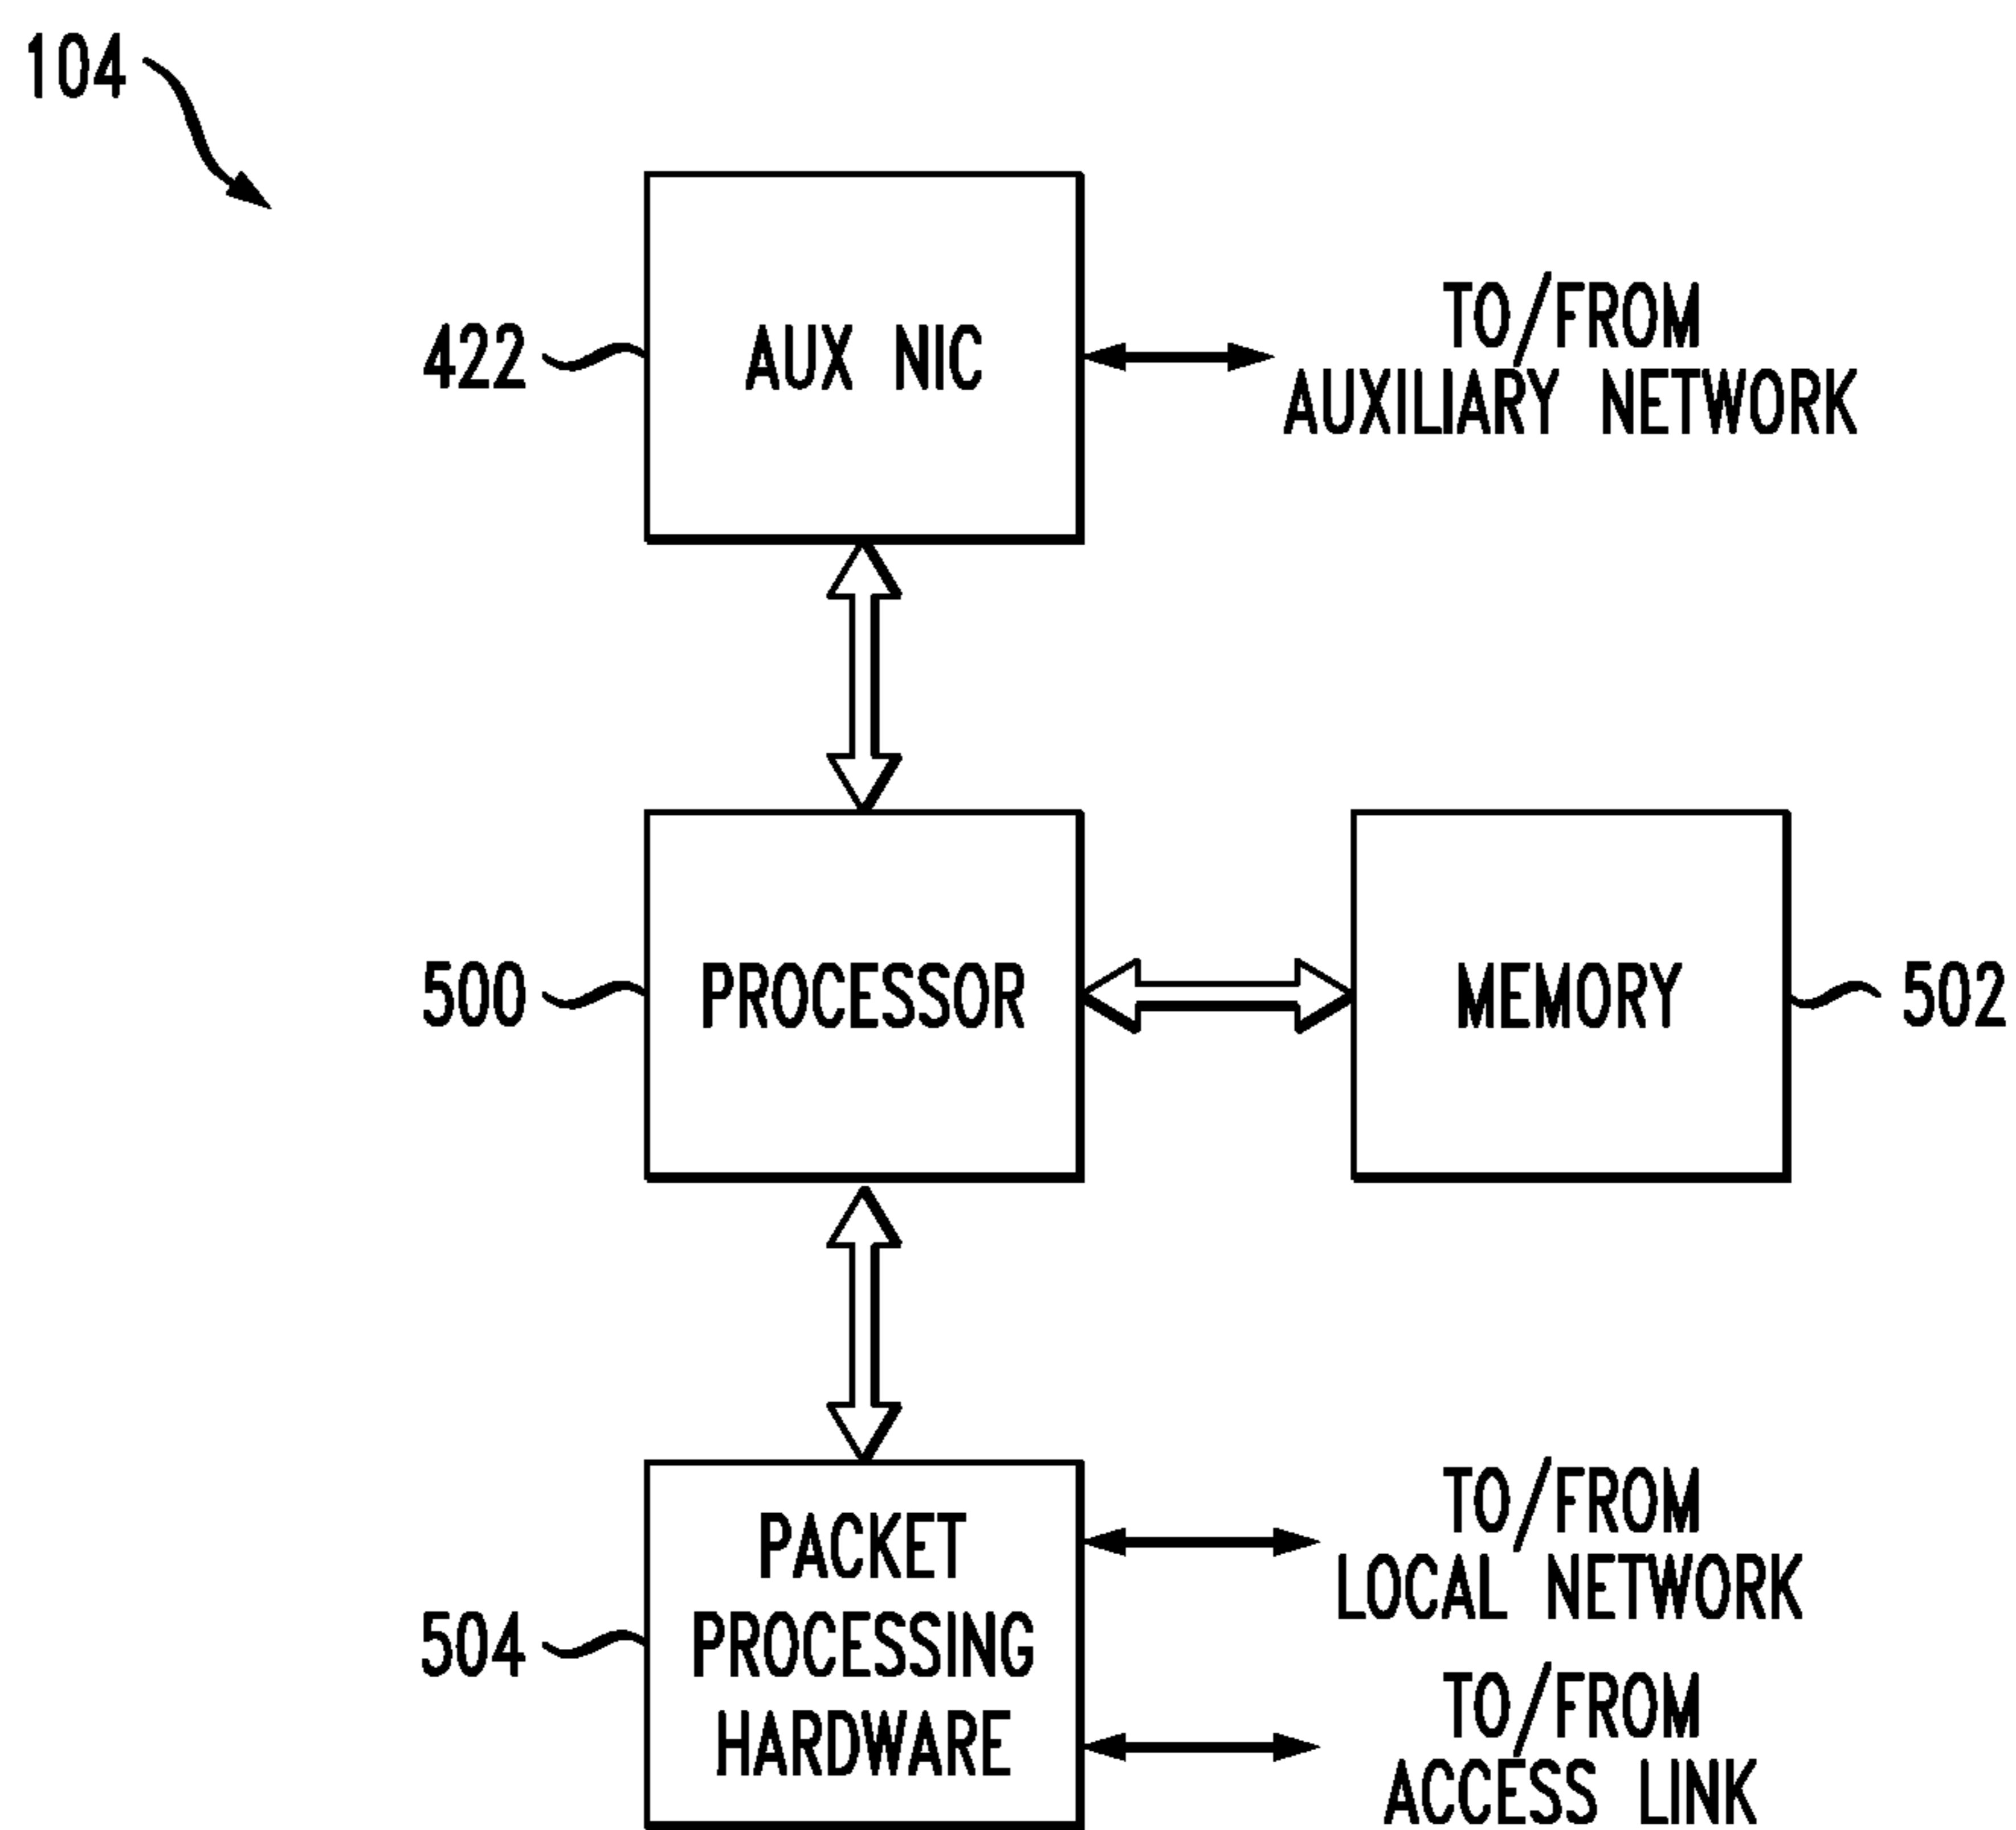 104
422
AUX NIC
TO/FROM
AUXILIARY NETWORK
500
PROCESSOR
MEMORY
502
504
PACKET
PROCESSING
HARDWARE
TO/FROM
LOCAL NETWORK
TO/FROM
ACCESS LINK